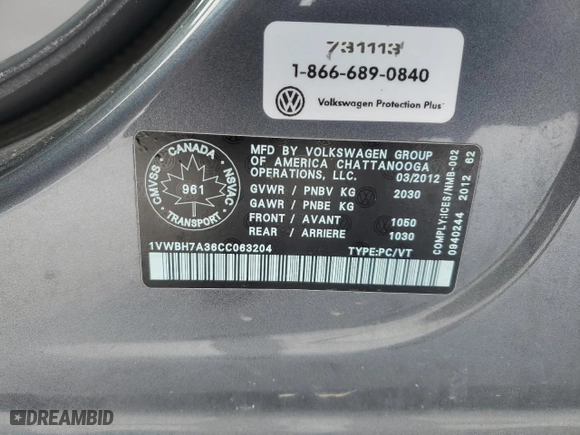 731113
1-866-689-0840
Volkswagen Protection Plus
CMVSS · CANADA · NSVAC · TRANSPORT ·
961
MFD BY VOLKSWAGEN GROUP
OF AMERICA CHATTANOOGA
OPERATIONS, LLC. 03/2012
GVWR / PNBV KG 2030
GAWR / PNBE KG
FRONT / AVANT 1050
REAR / ARRIERE 1030
1VWBH7A36CC063204 TYPE:PC/VT
COMPLY:ICES/NMB-002
0940244 2012 62
DREAMBID